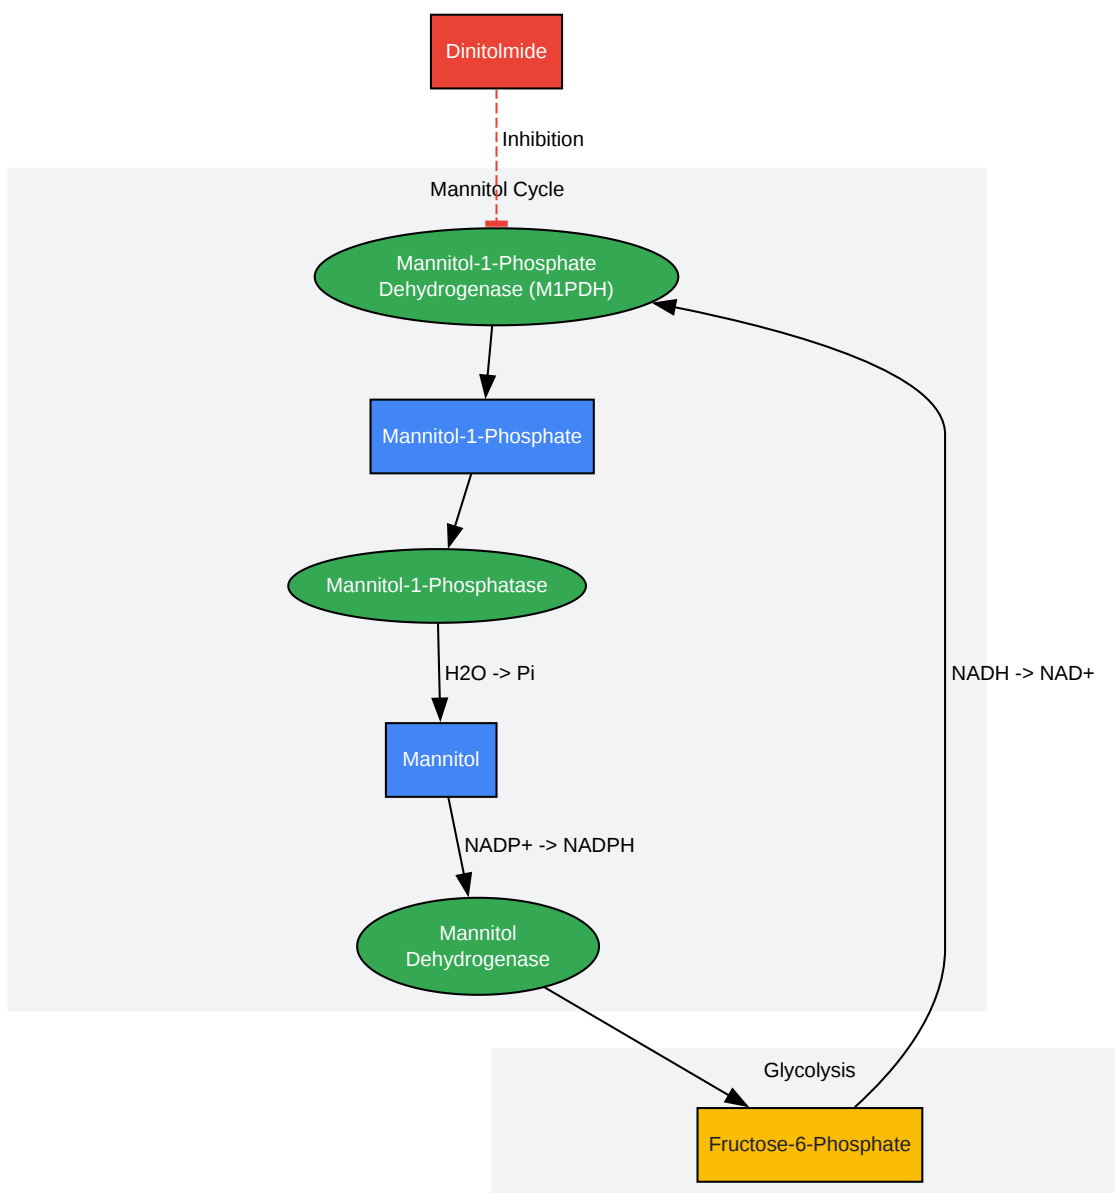 Dinitolmide
Inhibition
Mannitol Cycle
Mannitol-1-Phosphate
Dehydrogenase (M1PDH)
Mannitol-1-Phosphate
Mannitol-1-Phosphatase
H2O -> Pi
NADH -> NAD+
Mannitol
NADP+ -> NADPH
Mannitol
Dehydrogenase
Glycolysis
Fructose-6-Phosphate